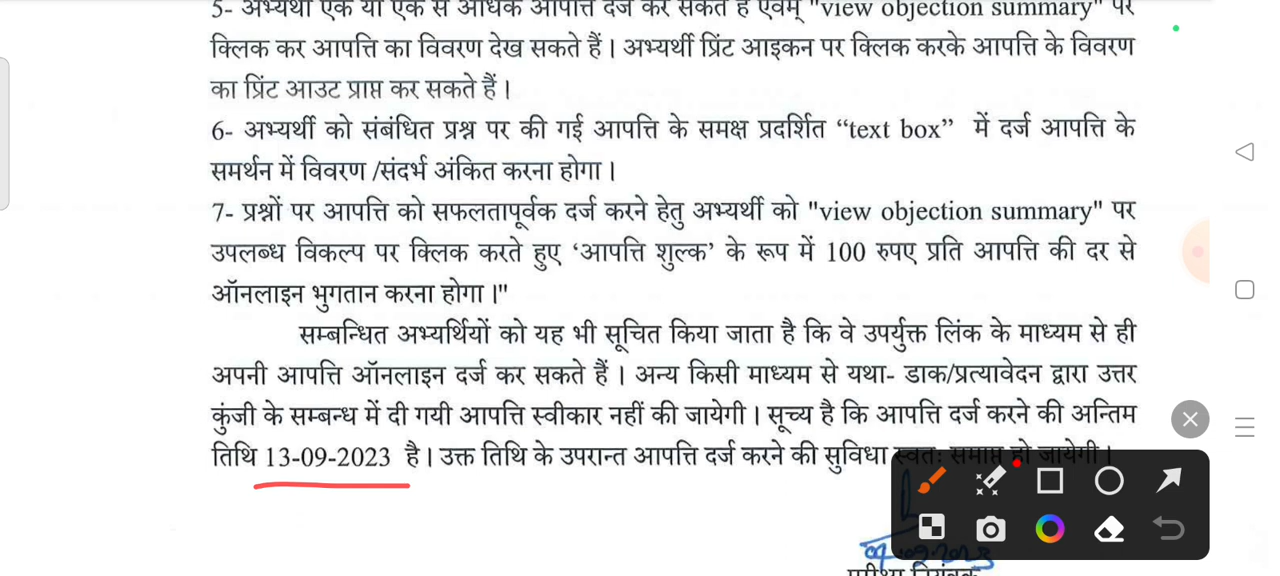 5- अभ्यर्थी एक या एक से अधिक आपत्ति दर्ज कर सकते हैं एवम् "view objection summary" पर
क्लिक कर आपत्ति का विवरण देख सकते हैं। अभ्यर्थी प्रिंट आइकन पर क्लिक करके आपत्ति के विवरण
का प्रिंट आउट प्राप्त कर सकते हैं।
6- अभ्यर्थी को संबंधित प्रश्न पर की गई आपत्ति के समक्ष प्रदर्शित “text box” में दर्ज आपत्ति के
समर्थन में विवरण /संदर्भ अंकित करना होगा।
7- प्रश्नों पर आपत्ति को सफलतापूर्वक दर्ज करने हेतु अभ्यर्थी को "view objection summary" पर
उपलब्ध विकल्प पर क्लिक करते हुए ‘आपत्ति शुल्क’ के रूप में 100 रुपए प्रति आपत्ति की दर से
ऑनलाइन भुगतान करना होगा।"
सम्बन्धित अभ्यर्थियों को यह भी सूचित किया जाता है कि वे उपर्युक्त लिंक के माध्यम से ही
अपनी आपत्ति ऑनलाइन दर्ज कर सकते हैं। अन्य किसी माध्यम से यथा- डाक/प्रत्यावेदन द्वारा उत्तर
कुंजी के सम्बन्ध में दी गयी आपत्ति स्वीकार नहीं की जायेगी। सूच्य है कि आपत्ति दर्ज करने की अन्तिम
तिथि 13-09-2023 है। उक्त तिथि के उपरान्त आपत्ति दर्ज करने की सुविधा स्वतः समाप्त हो जायेगी।
परीक्षा नियंत्रक